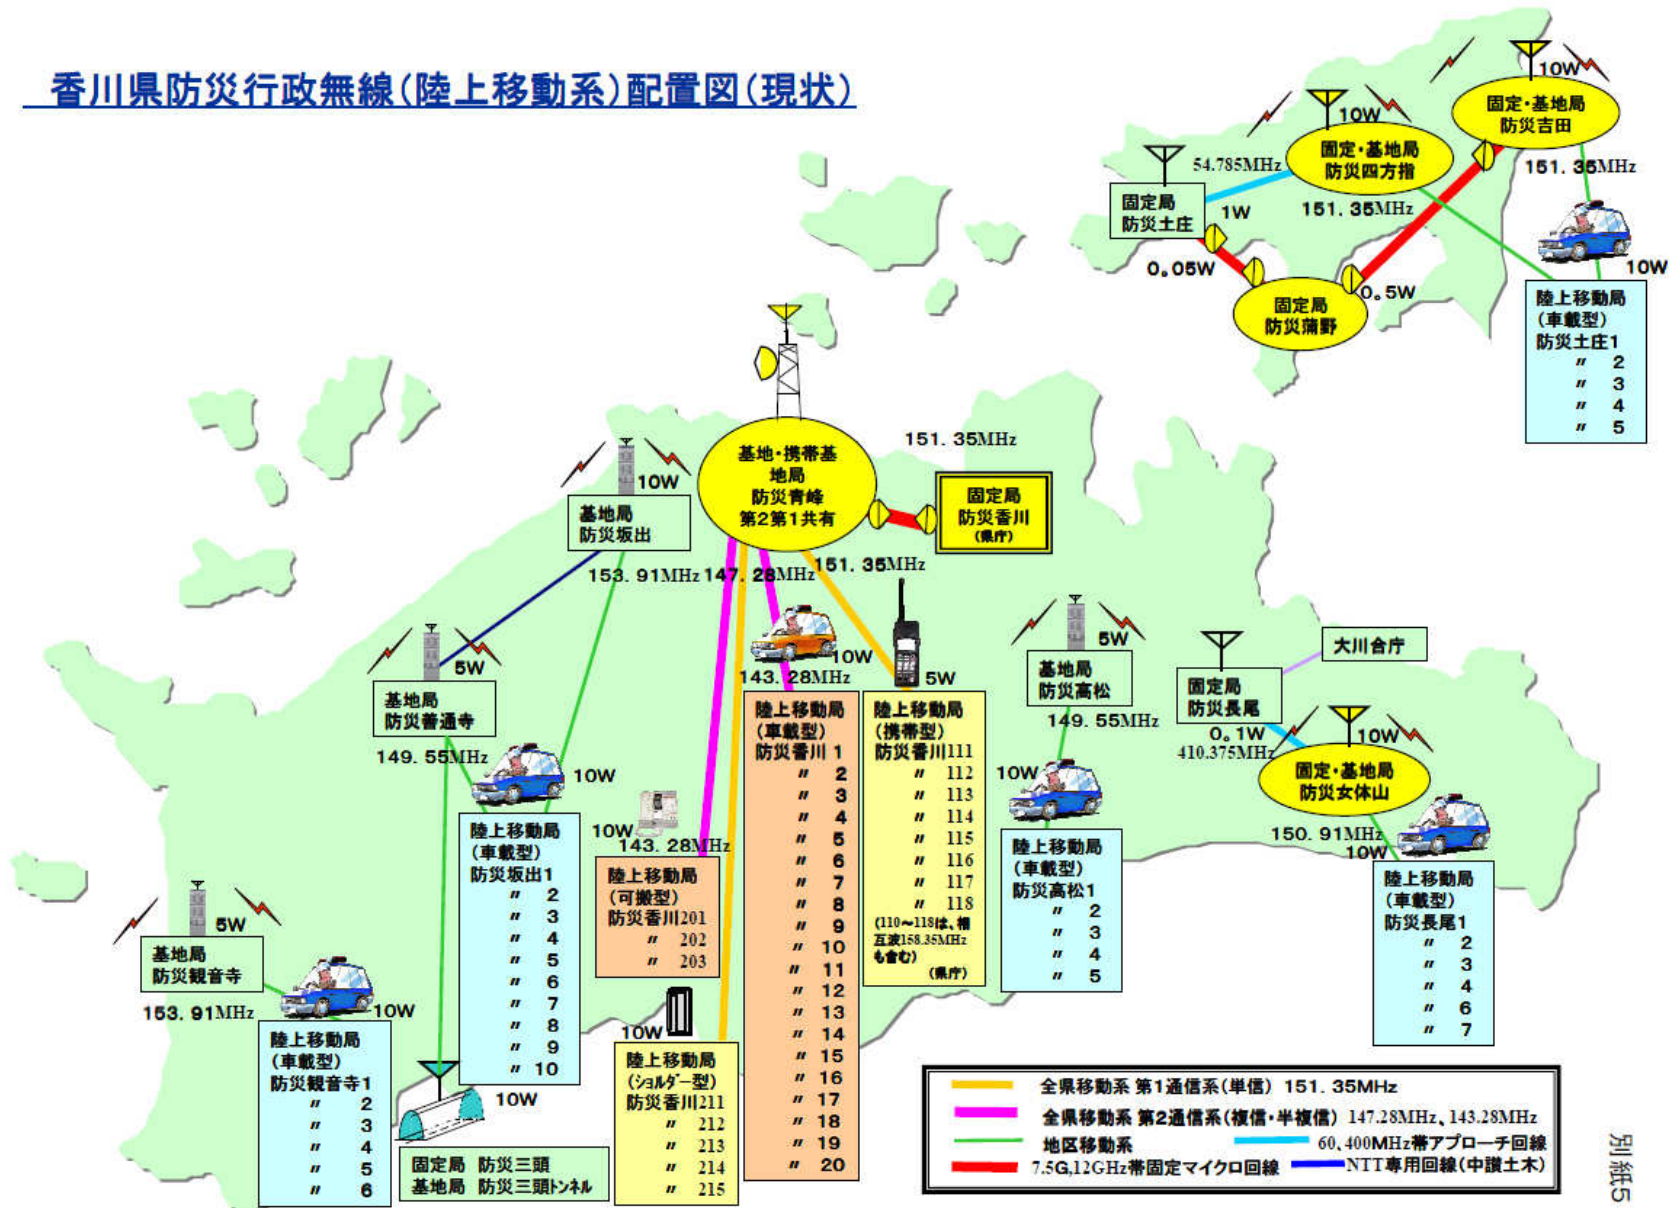 香川県防災行政無線(陸上移動系)配置図(現状)
10W
固定・基地局
防災吉田
151.35MHz
10W
固定・基地局
防災四方指
151.35MHz
54.785MHz
固定局
防災土庄
1W
0。05W
固定局
防災蒲野
0。5W
10W
陸上移動局
(車載型)
防災土庄1
〃 2
〃 3
〃 4
〃 5
基地・携帯基
地局
防災青峰
第2第1共有
151.35MHz
固定局
防災香川
(県庁)
10W
基地局
防災坂出
153.91MHz
147.28MHz
151.35MHz
5W
基地局
防災善通寺
149.55MHz
10W
陸上移動局
(車載型)
防災坂出1
〃 2
〃 3
〃 4
〃 5
〃 6
〃 7
〃 8
〃 9
〃 10
10W
143.28MHz
陸上移動局
(可搬型)
防災香川201
〃 202
〃 203
10W
陸上移動局
(ショルダー型)
防災香川211
〃 212
〃 213
〃 214
〃 215
10W
143.28MHz
陸上移動局
(車載型)
防災香川 1
〃 2
〃 3
〃 4
〃 5
〃 6
〃 7
〃 8
〃 9
〃 10
〃 11
〃 12
〃 13
〃 14
〃 15
〃 16
〃 17
〃 18
〃 19
〃 20
5W
陸上移動局
(携帯型)
防災香川111
〃 112
〃 113
〃 114
〃 115
〃 116
〃 117
〃 118
(110～118は、相
互波158.35MHz
も含む)
(県庁)
5W
基地局
防災高松
149.55MHz
10W
陸上移動局
(車載型)
防災高松1
〃 2
〃 3
〃 4
〃 5
大川合庁
固定局
防災長尾
0。1W
410.375MHz
10W
固定・基地局
防災女体山
150.91MHz
10W
陸上移動局
(車載型)
防災長尾1
〃 2
〃 3
〃 4
〃 6
〃 7
5W
基地局
防災観音寺
153.91MHz
10W
陸上移動局
(車載型)
防災観音寺1
〃 2
〃 3
〃 4
〃 5
〃 6
10W
固定局 防災三頭
基地局 防災三頭トンネル
全県移動系 第1通信系(単信) 151.35MHz
全県移動系 第2通信系(複信・半複信) 147.28MHz、143.28MHz
地区移動系
60、400MHz帯アプローチ回線
7.5G,12GHz帯固定マイクロ回線
NTT専用回線(中讃土木)
別紙5